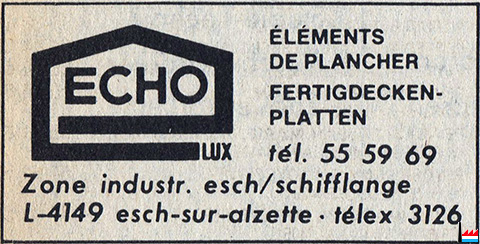 ECHO
LUX
ÉLÉMENTS
DE PLANCHER
FERTIGDECKEN-
PLATTEN
tél. 55 59 69
Zone industr. esch/schifflange
L-4149 esch-sur-alzette · télex 3126